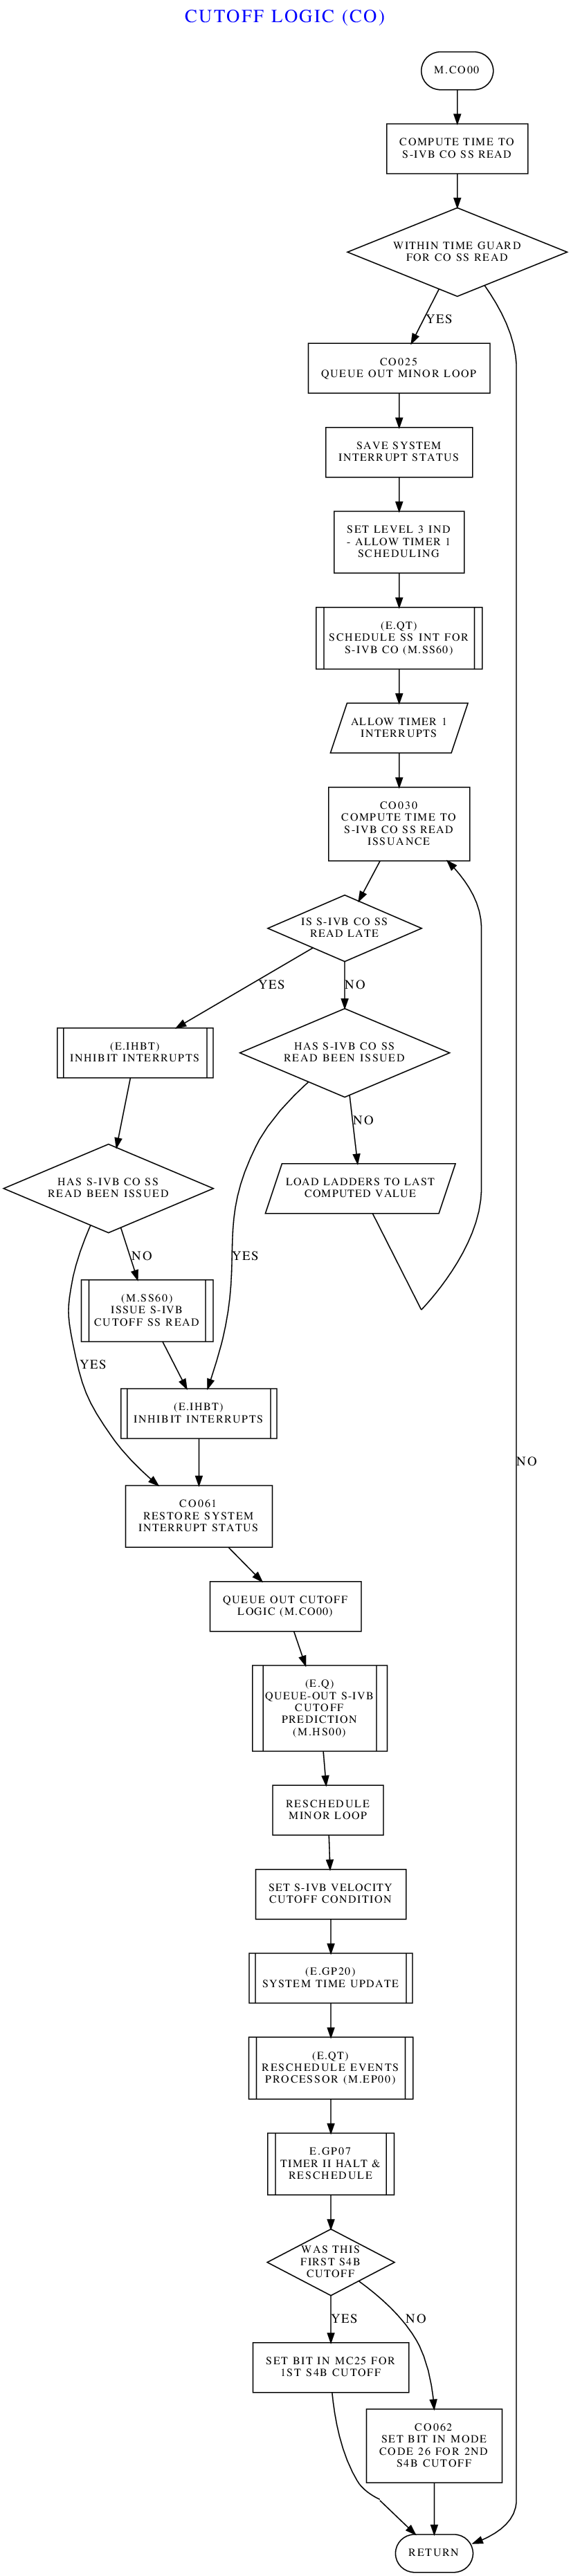 CUTOFF LOGIC (CO)
M.CO00
COMPUTE TIME TO
S-IVB CO SS READ
WITHIN TIME GUARD
FOR CO SS READ
YES
CO025
QUEUE OUT MINOR LOOP
SAVE SYSTEM
INTERRUPT STATUS
SET LEVEL 3 IND
- ALLOW TIMER 1
SCHEDULING
(E.QT)
SCHEDULE SS INT FOR
S-IVB CO (M.SS60)
ALLOW TIMER 1
INTERRUPTS
CO030
COMPUTE TIME TO
S-IVB CO SS READ
ISSUANCE
IS S-IVB CO SS
READ LATE
YES
NO
(E.IHBT)
INHIBIT INTERRUPTS
HAS S-IVB CO SS
READ BEEN ISSUED
NO
HAS S-IVB CO SS
READ BEEN ISSUED
LOAD LADDERS TO LAST
COMPUTED VALUE
NO
YES
(M.SS60)
ISSUE S-IVB
CUTOFF SS READ
YES
(E.IHBT)
INHIBIT INTERRUPTS
NO
CO061
RESTORE SYSTEM
INTERRUPT STATUS
QUEUE OUT CUTOFF
LOGIC (M.CO00)
(E.Q)
QUEUE-OUT S-IVB
CUTOFF
PREDICTION
(M.HS00)
RESCHEDULE
MINOR LOOP
SET S-IVB VELOCITY
CUTOFF CONDITION
(E.GP20)
SYSTEM TIME UPDATE
(E.QT)
RESCHEDULE EVENTS
PROCESSOR (M.EP00)
E.GP07
TIMER II HALT &
RESCHEDULE
WAS THIS
FIRST S4B
CUTOFF
YES
NO
SET BIT IN MC25 FOR
1ST S4B CUTOFF
CO062
SET BIT IN MODE
CODE 26 FOR 2ND
S4B CUTOFF
RETURN